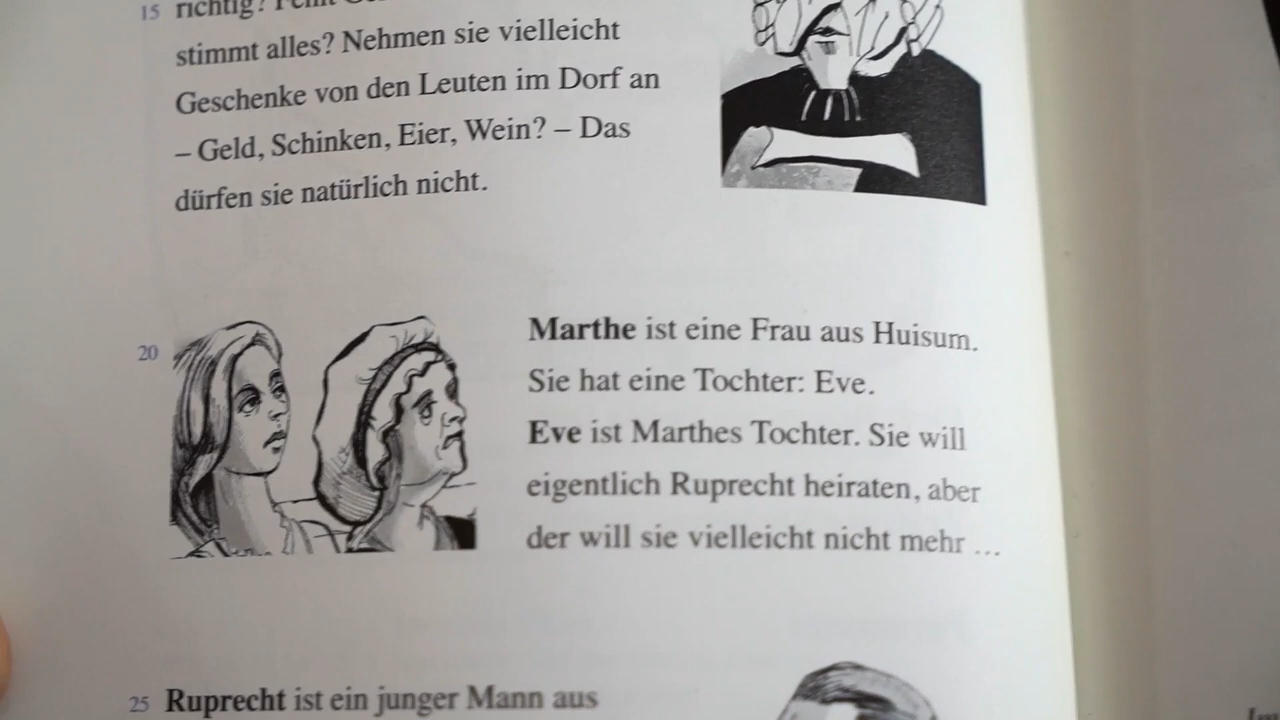 15 richtig?
stimmt alles? Nehmen sie vielleicht
Geschenke von den Leuten im Dorf an
– Geld, Schinken, Eier, Wein? – Das
dürfen sie natürlich nicht.
20
Marthe ist eine Frau aus Huisum.
Sie hat eine Tochter: Eve.
Eve ist Marthes Tochter. Sie will
eigentlich Ruprecht heiraten, aber
der will sie vielleicht nicht mehr ...
25 Ruprecht ist ein junger Mann aus